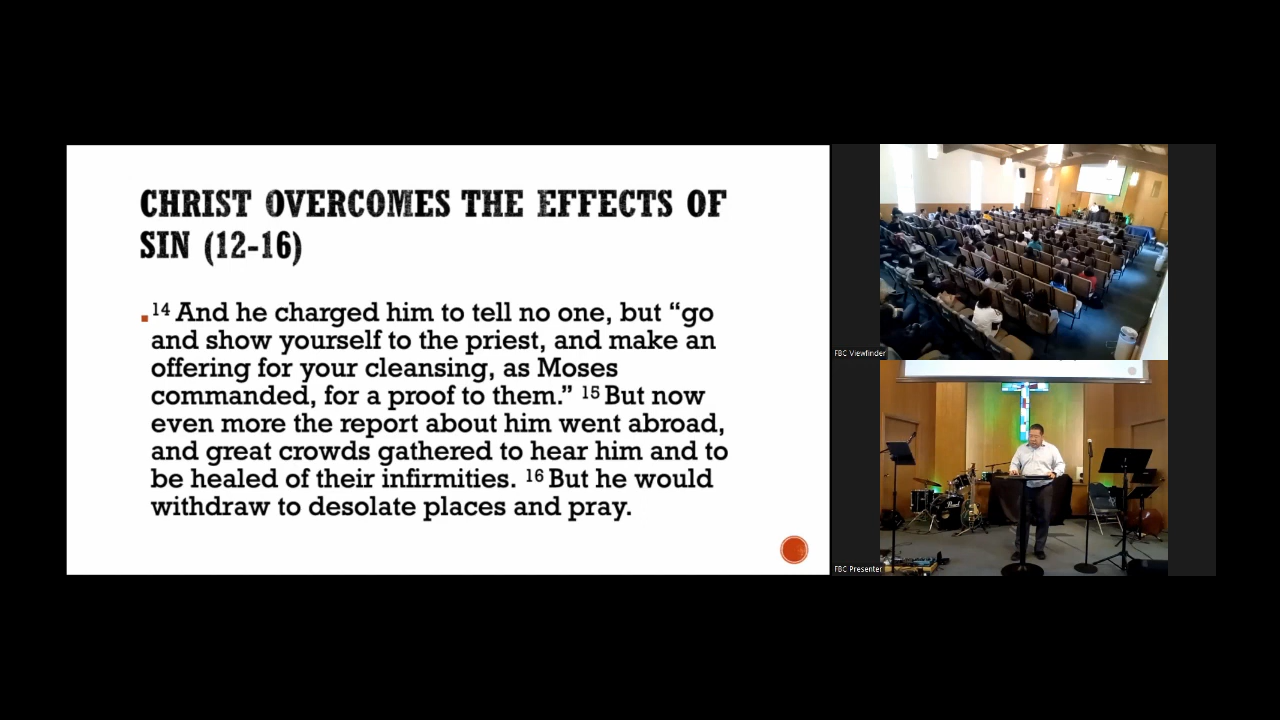 CHRIST OVERCOMES THE EFFECTS OF
SIN (12-16)
14 And he charged him to tell no one, but “go
and show yourself to the priest, and make an
offering for your cleansing, as Moses
commanded, for a proof to them.” 15 But now
even more the report about him went abroad,
and great crowds gathered to hear him and to
be healed of their infirmities. 16 But he would
withdraw to desolate places and pray.
FBC Viewfinder
FBC Presenter
Pearl